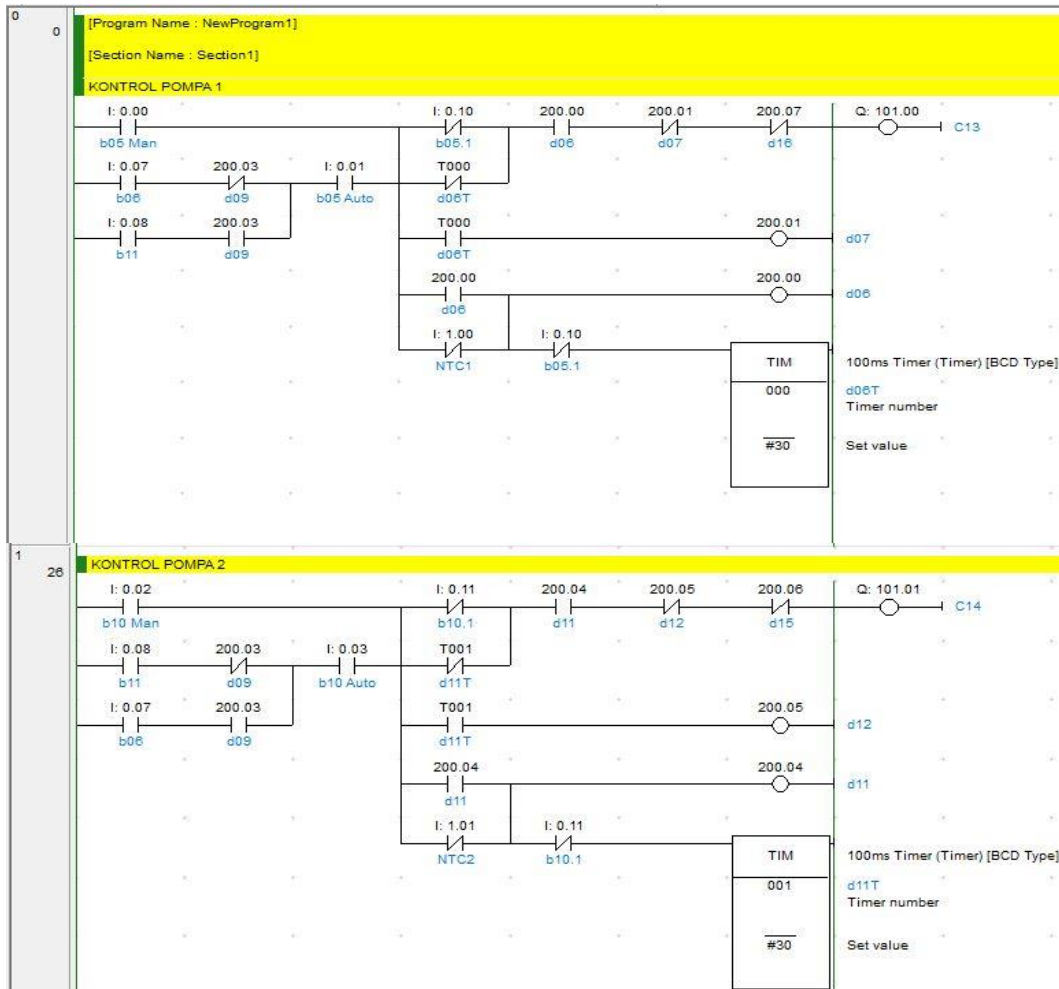 0
0
[Program Name : NewProgram1]
[Section Name : Section1]
KONTROL POMPA 1
I: 0.00 I: 0.10 200.00 200.01 200.07 Q: 101.00
C13
b05 Man b05.1 d06 d07 d16
I: 0.07 200.03 I: 0.01 T000
b06 d09 b05 Auto d06T
I: 0.08 200.03 T000 200.01
d07
b11 d09 d06T
200.00 200.00
d06
d06
I: 1.00 I: 0.10
NTC1 b05.1
TIM 100ms Timer (Timer) [BCD Type]
000 d06T
Timer number
#30 Set value
1
26
KONTROL POMPA 2
I: 0.02 I: 0.11 200.04 200.05 200.06 Q: 101.01
C14
b10 Man b10.1 d11 d12 d15
I: 0.08 200.03 I: 0.03 T001
b11 d09 b10 Auto d11T
I: 0.07 200.03 T001 200.05
d12
b06 d09 d11T
200.04 200.04
d11
d11
I: 1.01 I: 0.11
NTC2 b10.1
TIM 100ms Timer (Timer) [BCD Type]
001 d11T
Timer number
#30 Set value